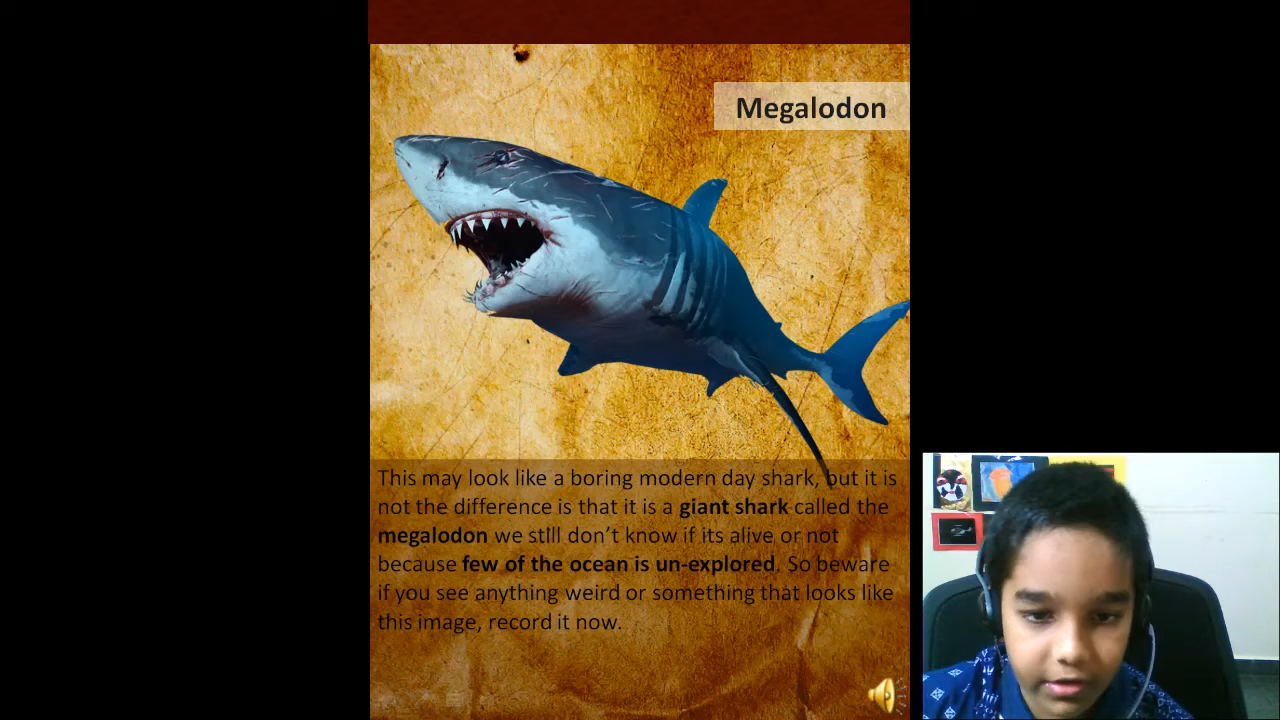 Megalodon
This may look like a boring modern day shark, but it is
not the difference is that it is a giant shark called the
megalodon we still don’t know if its alive or not
because few of the ocean is un-explored. So beware
if you see anything weird or something that looks like
this image, record it now.